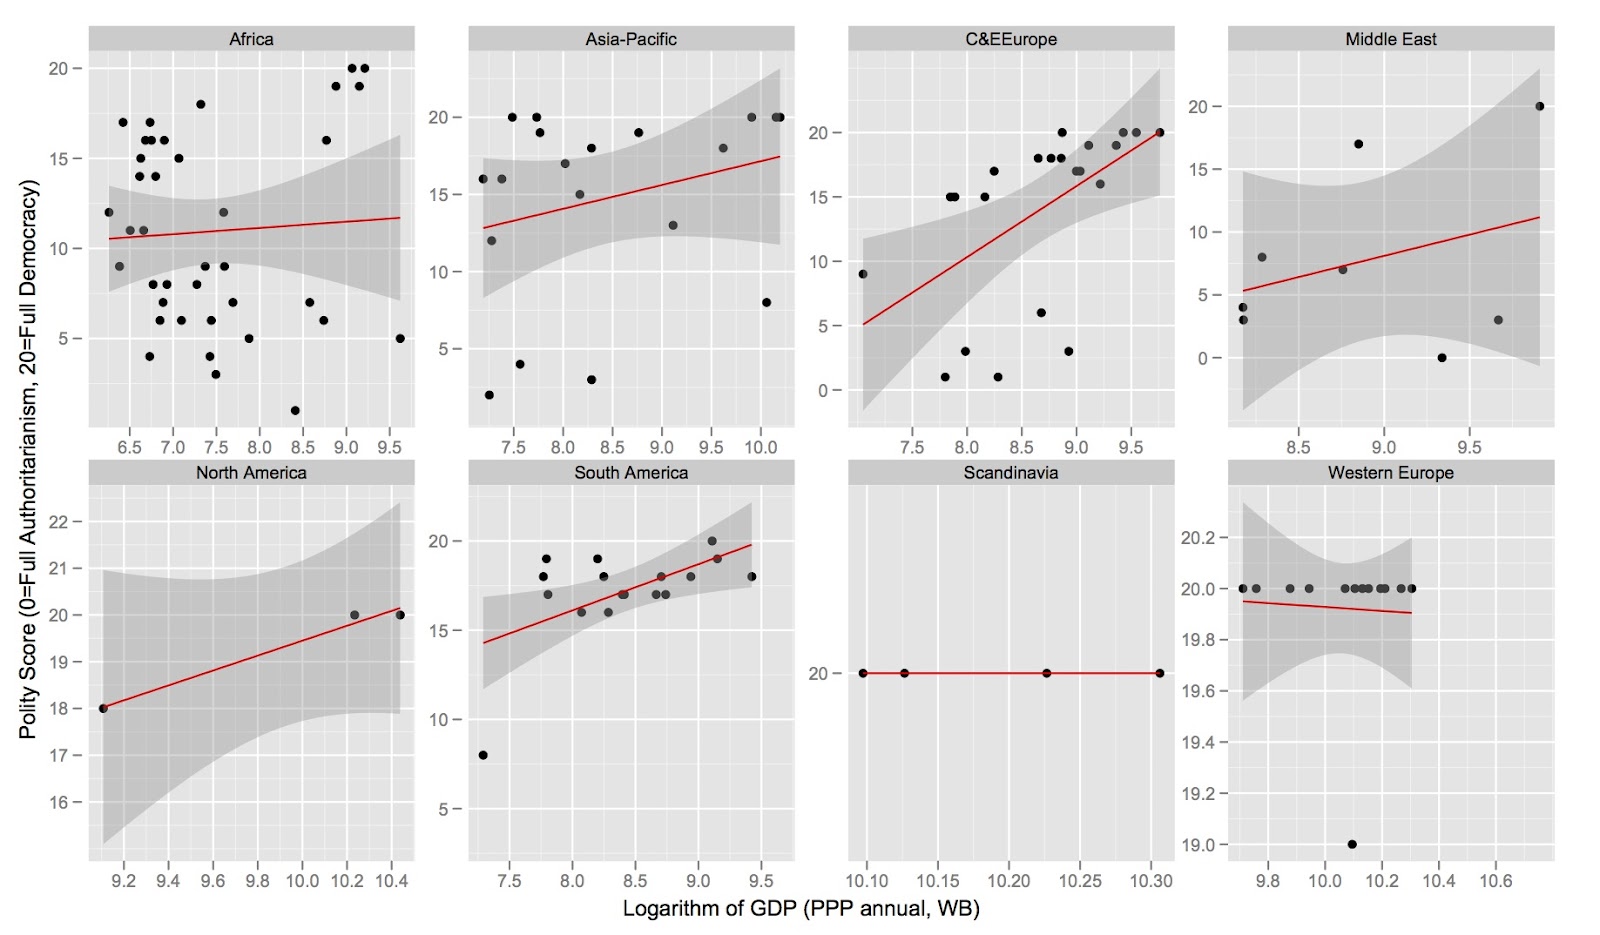 Africa
Asia-Pacific
C&EEurope
Middle East
20
15
10
5
20
15
10
5
20
15
10
5
0
20
15
10
5
0
6.5 7.0 7.5 8.0 8.5 9.0 9.5
7.5 8.0 8.5 9.0 9.5 10.0
7.5 8.0 8.5 9.0 9.5
8.5 9.0 9.5
Polity Score (0=Full Authoritarianism, 20=Full Democracy)
North America
South America
Scandinavia
Western Europe
22
21
20
19
18
17
16
20
15
10
5
20
20.2
20.0
19.8
19.6
19.4
19.2
19.0
9.2 9.4 9.6 9.8 10.0 10.2 10.4
7.5 8.0 8.5 9.0 9.5
10.10 10.15 10.20 10.25 10.30
9.8 10.0 10.2 10.4 10.6
Logarithm of GDP (PPP annual, WB)